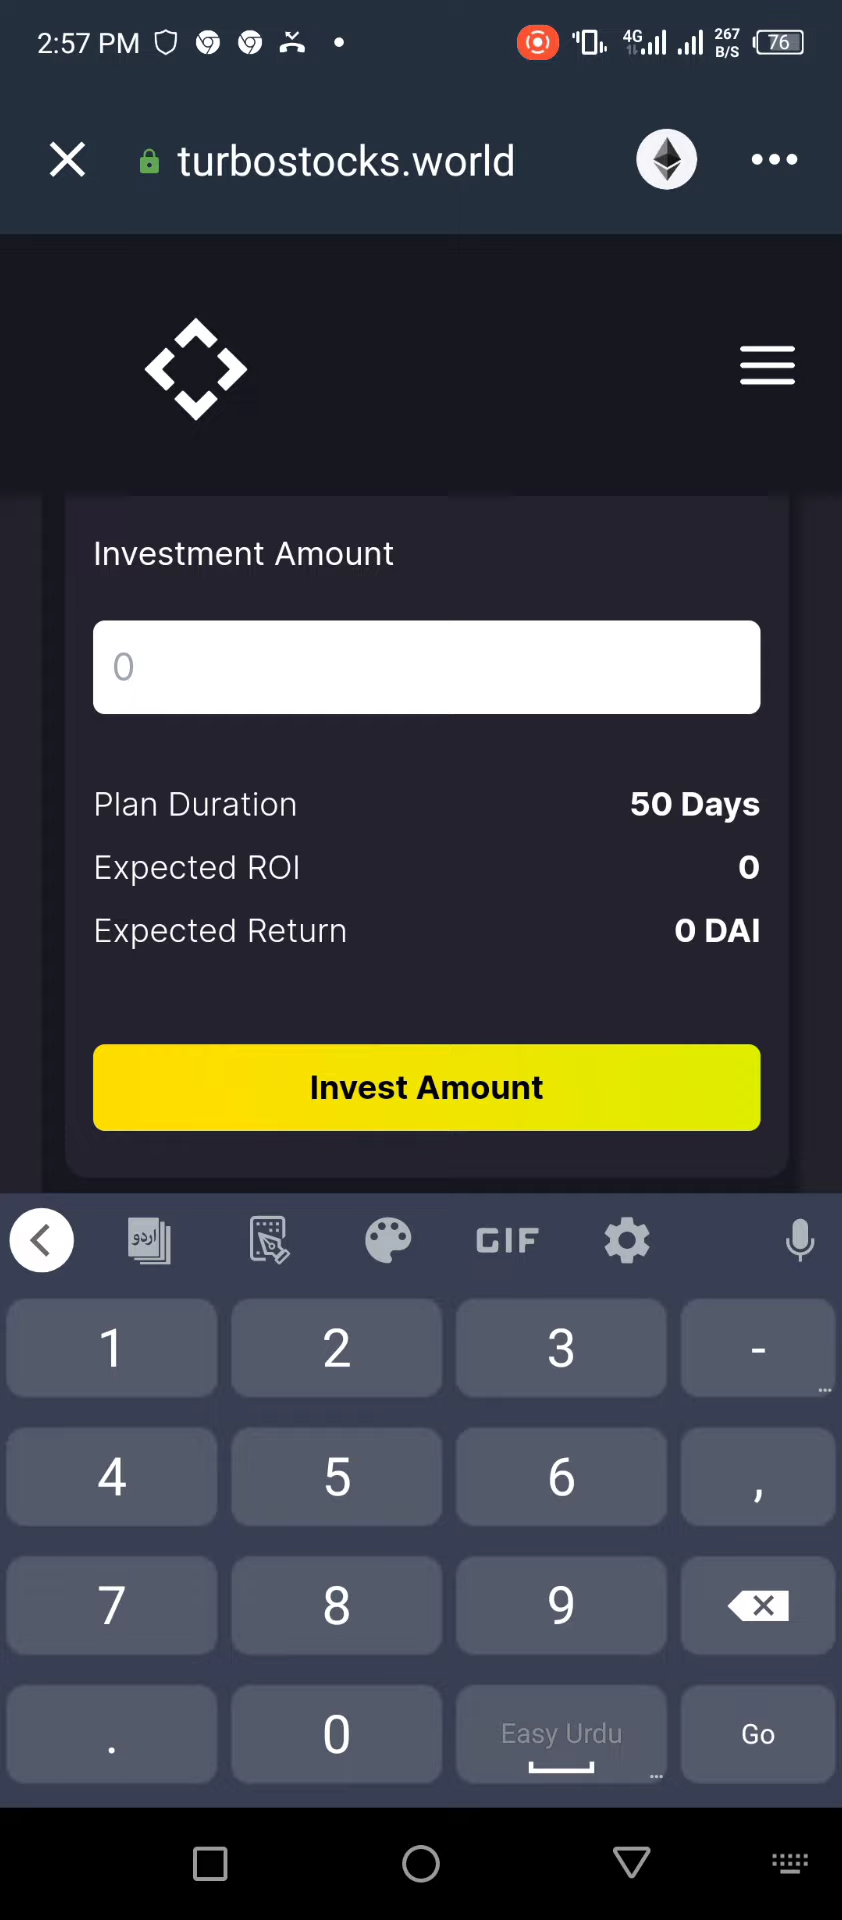 2:57 PM 4G 267 B/S 76
turbostocks.world
Investment Amount
0
Plan Duration 50 Days
Expected ROI 0
Expected Return 0 DAI
Invest Amount
اردو GIF
1 2 3 -
4 5 6 ,
7 8 9
. 0 Easy Urdu Go